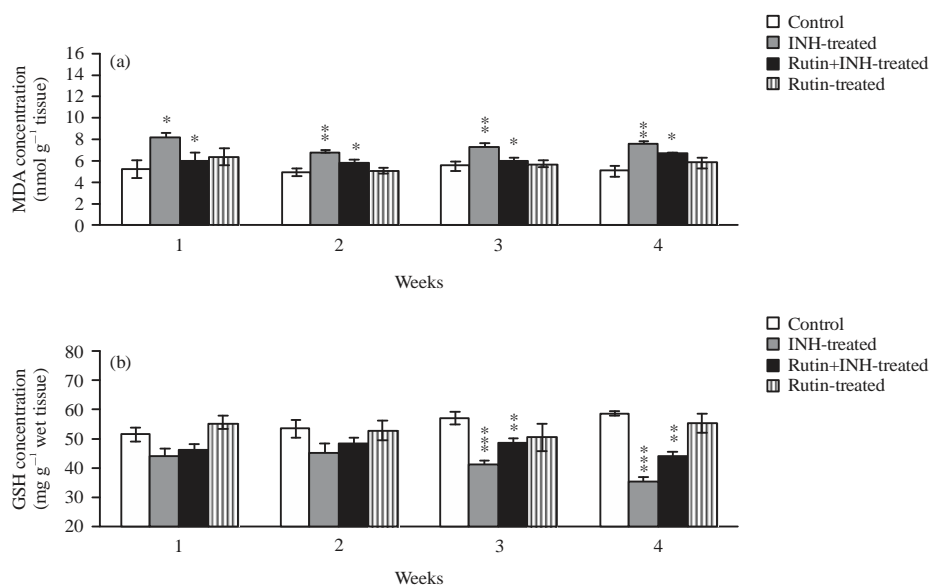 Control
INH-treated
Rutin+INH-treated
Rutin-treated
(a)
MDA concentration
(nmol g⁻¹ tissue)
16
14
12
10
8
6
4
2
0
*
*
**
*
**
*
**
*
1
2
3
4
Weeks
Control
INH-treated
Rutin+INH-treated
Rutin-treated
(b)
GSH concentration
(mg g⁻¹ wet tissue)
80
70
60
50
40
30
20
***
**
***
**
1
2
3
4
Weeks